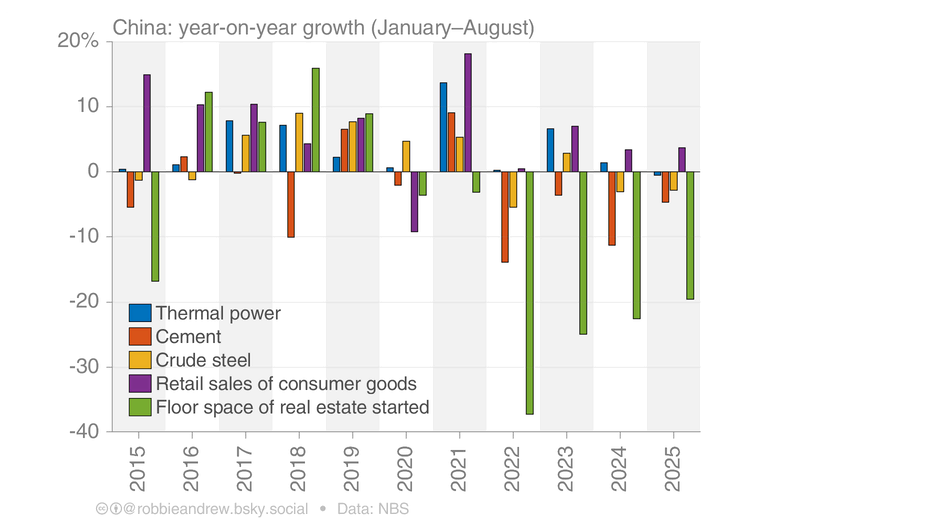 China: year-on-year growth (January–August)
20%
10
0
-10
-20
-30
-40
Thermal power
Cement
Crude steel
Retail sales of consumer goods
Floor space of real estate started
2015 2016 2017 2018 2019 2020 2021 2022 2023 2024 2025
@robbieandrew.bsky.social • Data: NBS